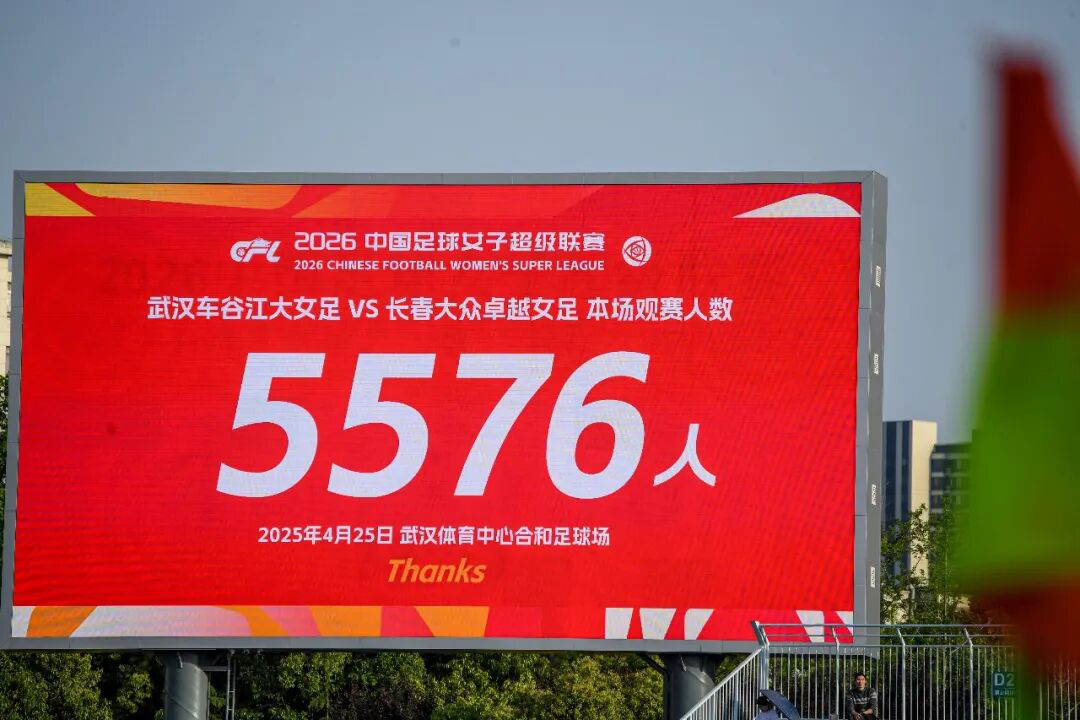 CFL
2026 中国足球女子超级联赛
2026 CHINESE FOOTBALL WOMEN'S SUPER LEAGUE
武汉车谷江大女足 VS 长春大众卓越女足 本场观赛人数
5576人
2025年4月25日 武汉体育中心合和足球场
Thanks
D2